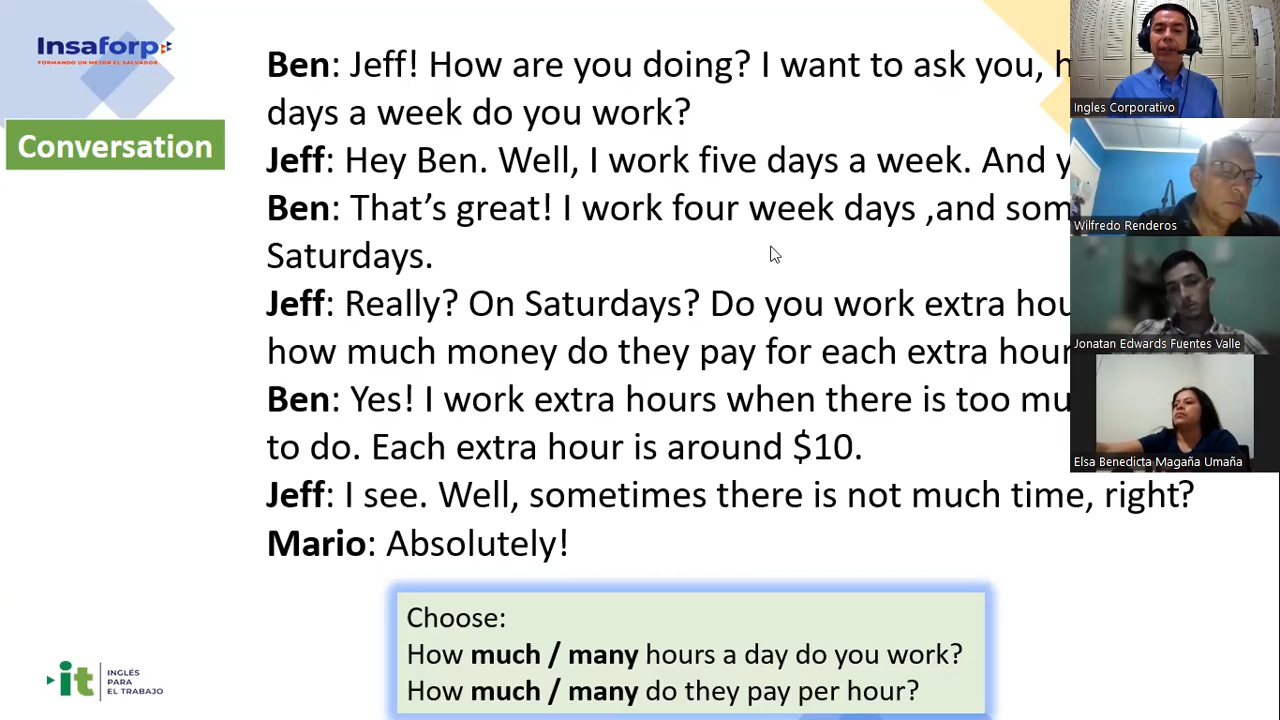 Insaforp
FORMANDO UN MEJOR EL SALVADOR
Conversation
Ben: Jeff! How are you doing? I want to ask you,
days a week do you work?
Jeff: Hey Ben. Well, I work five days a week. And
Ben: That’s great! I work four week days ,and
Saturdays.
Jeff: Really? On Saturdays? Do you work extra
how much money do they pay for each extra hour
Ben: Yes! I work extra hours when there is too
to do. Each extra hour is around $10.
Jeff: I see. Well, sometimes there is not much time, right?
Mario: Absolutely!
Choose:
How much / many hours a day do you work?
How much / many do they pay per hour?
it
INGLÉS
PARA
EL TRABAJO
Ingles Corporativo
Wilfredo Renderos
Jonatan Edwards Fuentes Valle
Elsa Benedicta Magaña Umaña